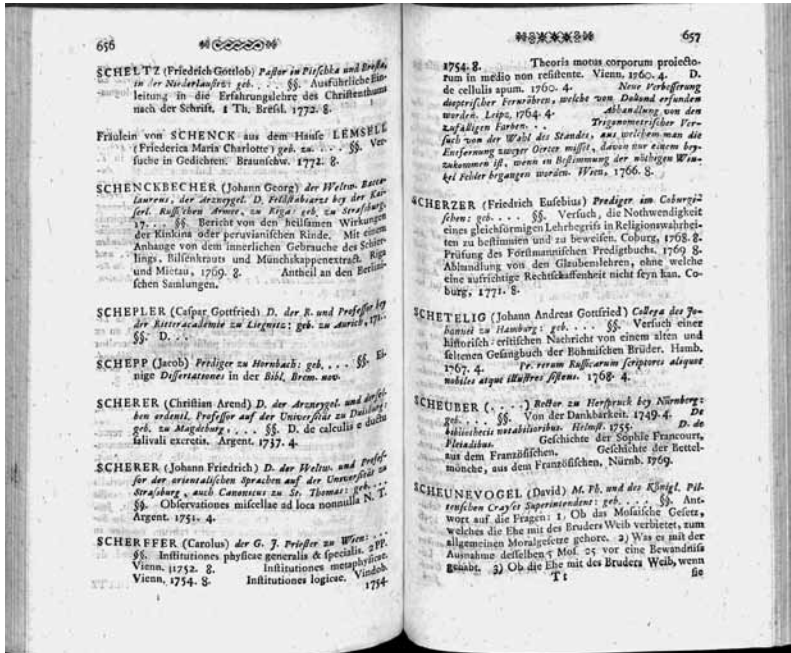 656
SCHELTZ (Friedrich Gottlob) Pastor in Pitschka und Bresta,
in der Niederlausitz: geb. . . . §§. Ausführliche Ein-
leitung in die Erfahrungslehre des Christenthums
nach der Schrift. 1 Th. Bresl. 1772. 8.
Fräulein von SCHENCK aus dem Hause LEMSELL
(Friederica Maria Charlotte) geb. zu . . . §§. Ver-
suche in Gedichten. Braunschw. 1772. 8.
SCHENCKBECHER (Johann Georg) der Weltw. Bacca-
laureus, der Arzneygel. D. Feldstabsarzt bey der Kai-
serl. Russischen Armee, zu Riga: geb. zu Strasburg,
17. . . §§. Bericht von den heilsamen Wirkungen
der Kinkina oder peruvianischen Rinde. Mit einem
Anhange von dem innerlichen Gebrauche des Schier-
lings, Bilsenkrauts und Münchskappenextract. Riga
und Mietau, 1769. 8. Antheil an den Berlini-
schen Samlungen.
SCHEPLER (Caspar Gottfried) D. der R. und Professor bey
der Ritteracademie zu Liegnitz: geb. zu Aurich, 171..
§§. D. . . .
SCHEPP (Jacob) Prediger zu Hornbach: geb. . . . §§. Ei-
nige Dissertationes in der Bibl. Brem. nov.
SCHERER (Christian Arend) D. der Arzneygel. und dersel-
ben ordentl. Professor auf der Universität zu Duisburg:
geb. zu Magdeburg, . . . §§. D. de calculis e ductu
salivali excretis. Argent. 1737. 4.
SCHERER (Johann Friedrich) D. der Weltw. und Profes-
sor der orientalischen Sprachen auf der Universität zu
Strasburg, auch Canonicus zu St. Thomae: geb. . . .
§§. Observationes miscellae ad loca nonnulla N. T.
Argent. 1751. 4.
SCHERFFER (Carolus) der G. J. Priester zu Wien: . . .
§§. Institutiones physicae generalis & specialis. 2PP.
Vienn. 1752. 8. Institutiones metaphysicae.
Vienn. 1754. 8. Institutiones logicae. Vindob.
1754
657
1754. 8. Theoria motus corporum proiecto-
rum in medio non resistente. Vienn. 1760. 4. D.
de cellulis apum. 1760. 4. Neue Verbesserung
dioptrischer Fernröhren, welche von Dolond erfunden
worden. Leipz. 1764. 4. Abhandlung von den
zufälligen Farben. . . Trigonometrischer Ver-
such von der Wahl des Standes, aus welchem man die
Entfernung zweyer Oerter misset, davon nur einem bey-
zukommen ist, wenn in Bestimmung der nöthigen Win-
kel Fehler begangen worden. Wien, 1766. 8.
SCHERZER (Friedrich Eusebius) Prediger im Coburgi-
schen: geb. . . . §§. Versuch, die Nothwendigkeit
eines gleichförmigen Lehrbegrifs in Religionswahrhei-
ten zu bestimmen und zu beweisen. Coburg, 1768. 8.
Prüfung des Förstmannischen Predigtbuchs. 1769 8.
Abhandlung von den Glaubenslehren, ohne welche
eine aufrichtige Rechtschaffenheit nicht seyn kan. Co-
burg, 1771. 8.
SCHETELIG (Johann Andreas Gottfried) Collega des Jo-
hannei zu Hamburg: geb. . . . §§. Versuch einer
historisch-critischen Nachricht von einem alten und
seltenen Gesangbuch der Böhmischen Brüder. Hamb.
1767. 4. Pr. rerum Russicarum scriptores aliquot
nobiles atque illustres sistens. 1768. 4.
SCHEUBER (. . . .) Rector zu Herspruck bey Nürnberg:
geb. . . . §§. Von der Dankbarkeit. 1749. 4. De
bibliothecis notabilioribus. Helmst. 1755. D. de
Pleiadibus. Geschichte der Sophie Francourt,
aus dem Französischen. Geschichte der Bettel-
mönche, aus dem Französischen, Nürnb. 1769.
SCHEUNEVOGEL (David) M. Ph. und des Königl. Pil-
tenschen Crayses Superintendent: geb. . . . §§. Ant-
wort auf die Fragen: 1. Ob das Mosaische Gesetz,
welches die Ehe mit des Bruders Weib verbietet, zum
allgemeinen Moralgesetze gehöre. 2) Was es mit der
Ausnahme desselben 5 Mos. 25 vor eine Bewandniss
gehabt. 3) Ob die Ehe mit des Bruders Weib, wenn
Tt sie